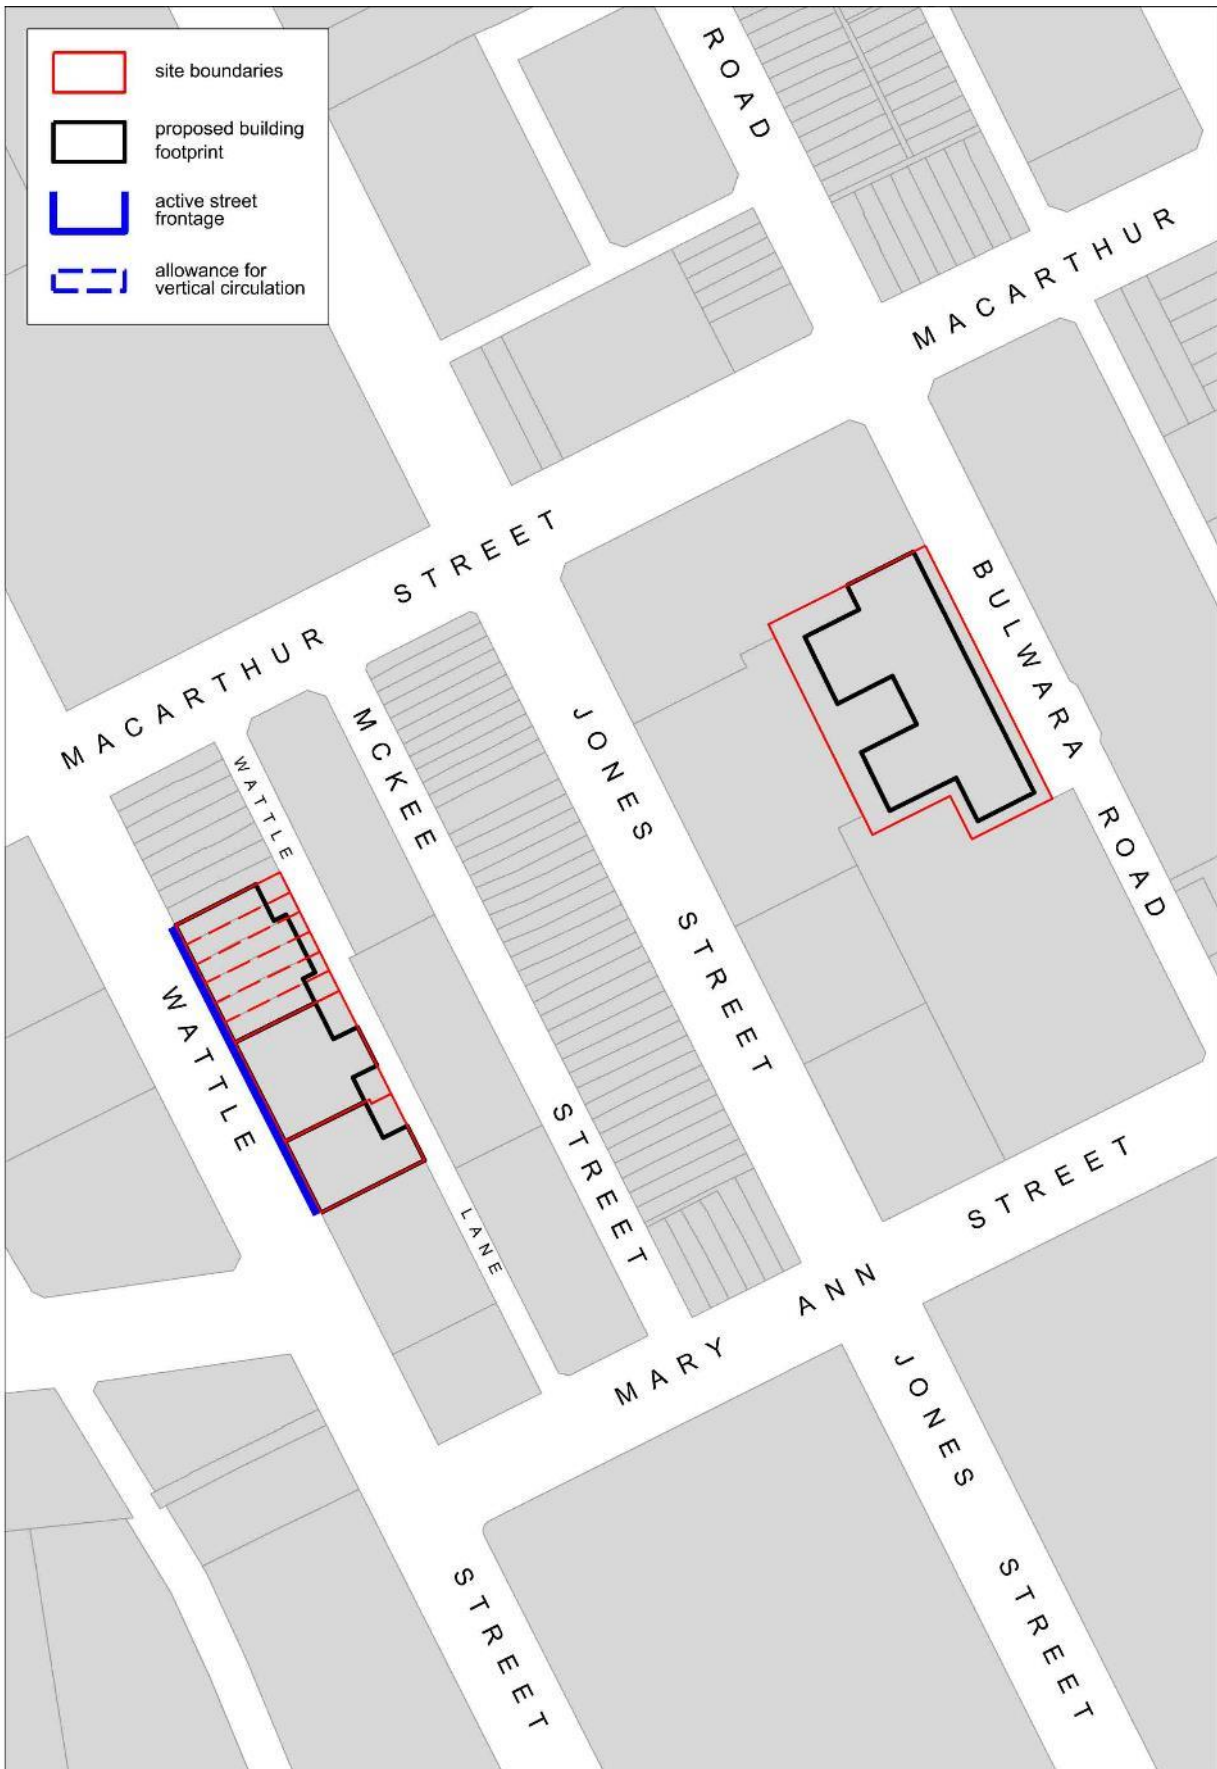 site boundaries
proposed building
footprint
active street
frontage
allowance for
vertical circulation
ROAD
MACARTHUR
MACARTHUR STREET
BULWARA ROAD
JONES STREET
MCKEE STREET
WATTLE LANE
WATTLE STREET
MARY ANN STREET
JONES STREET